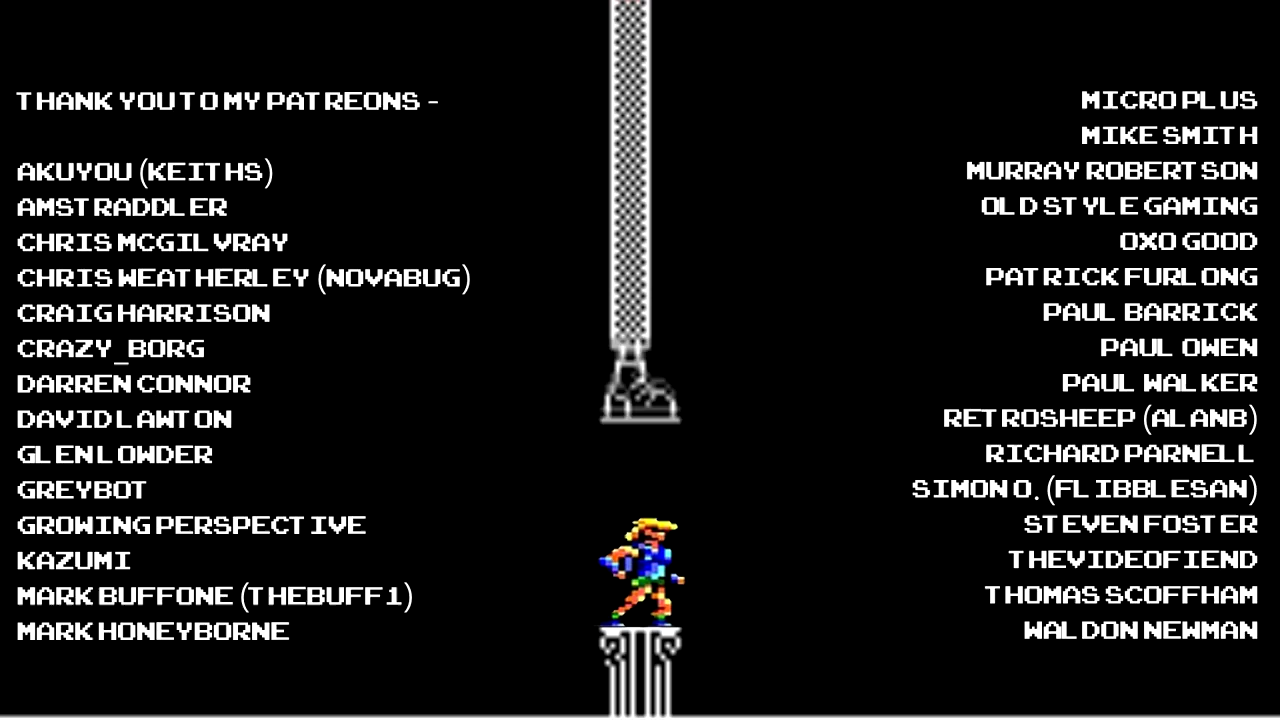 THANK YOU TO MY PATREONS -
AKUYOU (KEITHS)
AMSTRADDLER
CHRIS MCGILVRAY
CHRIS WEATHERLEY (NOVABUG)
CRAIG HARRISON
CRAZY_BORG
DARREN CONNOR
DAVID LAWTON
GLEN LOWDER
GREYBOT
GROWING PERSPECTIVE
KAZUMI
MARK BUFFONE (THEBUFF1)
MARK HONEYBORNE
MICRO PLUS
MIKE SMITH
MURRAY ROBERTSON
OLD STYLE GAMING
OXO GOOD
PATRICK FURLONG
PAUL BARRICK
PAUL OWEN
PAUL WALKER
RETROSHEEP (ALANB)
RICHARD PARNELL
SIMON O. (FLIBBLESAN)
STEVEN FOSTER
THEVIDEOFIEND
THOMAS SCOFFHAM
WALDON NEWMAN